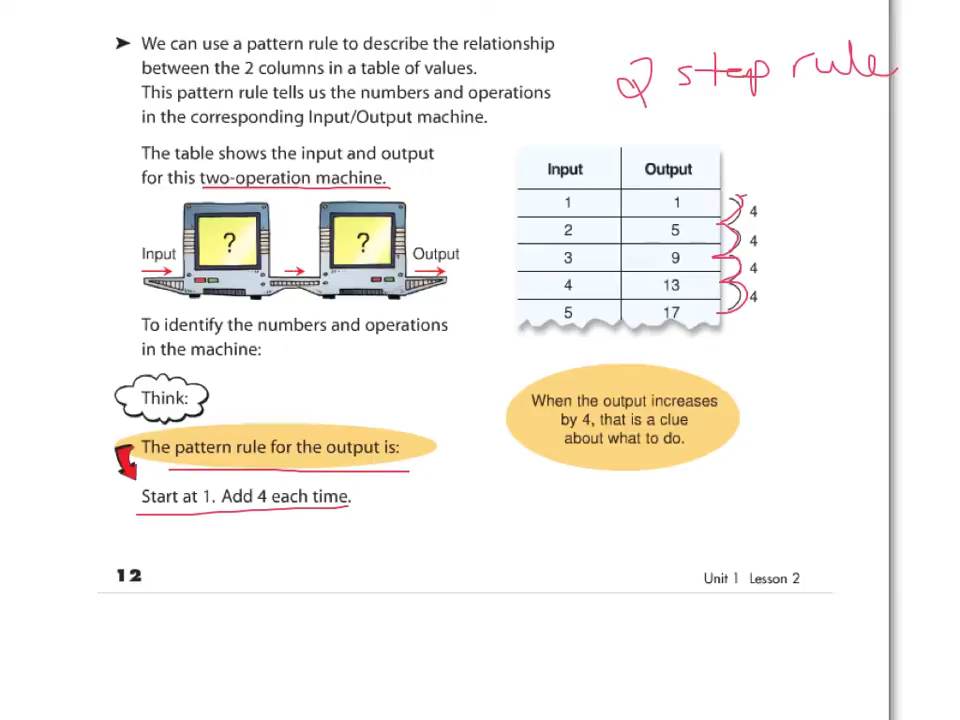 ➤ We can use a pattern rule to describe the relationship
between the 2 columns in a table of values.
This pattern rule tells us the numbers and operations
in the corresponding Input/Output machine.
2 step rule
The table shows the input and output
for this two-operation machine.
Input Output
1 1
2 5
3 9
4 13
5 17
4
4
4
4
Input ? ? Output
To identify the numbers and operations
in the machine:
Think:
When the output increases
by 4, that is a clue
about what to do.
The pattern rule for the output is:
Start at 1. Add 4 each time.
12
Unit 1 Lesson 2